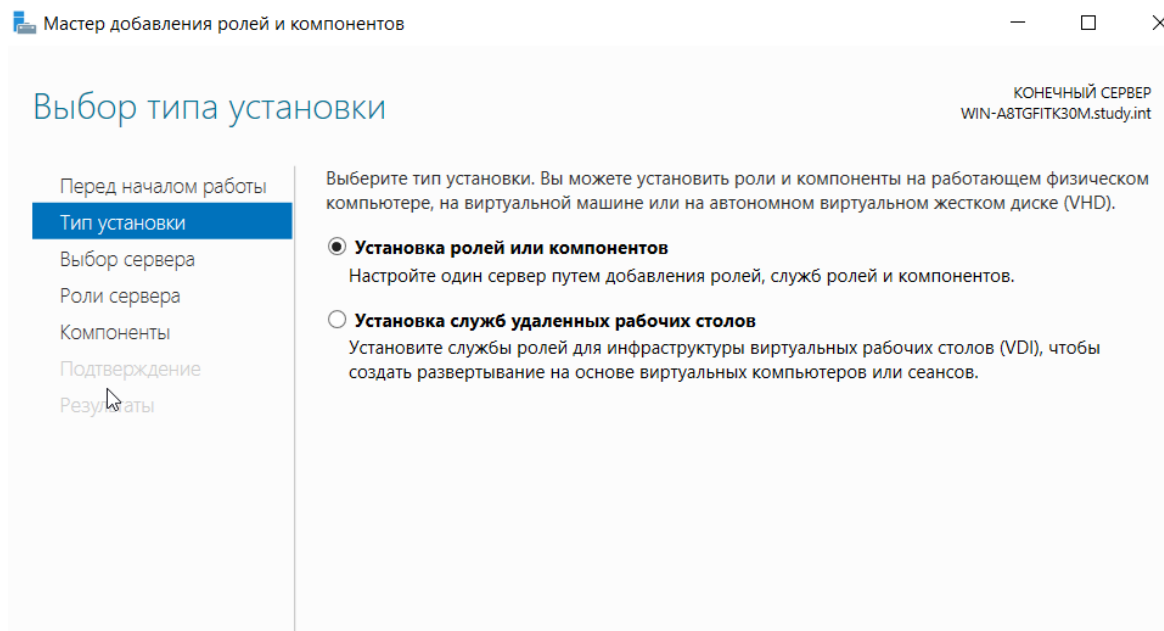 Мастер добавления ролей и компонентов
Выбор типа установки
КОНЕЧНЫЙ СЕРВЕР
WIN-A8TGFITK30M.study.int
Перед началом работы
Тип установки
Выбор сервера
Роли сервера
Компоненты
Подтверждение
Результаты
Выберите тип установки. Вы можете установить роли и компоненты на работающем физическом
компьютере, на виртуальной машине или на автономном виртуальном жестком диске (VHD).
Установка ролей или компонентов
Настройте один сервер путем добавления ролей, служб ролей и компонентов.
Установка служб удаленных рабочих столов
Установите службы ролей для инфраструктуры виртуальных рабочих столов (VDI), чтобы
создать развертывание на основе виртуальных компьютеров или сеансов.